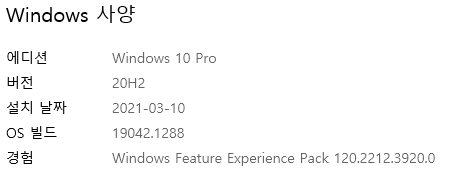 Windows 사양
에디션 Windows 10 Pro
버전 20H2
설치 날짜 2021-03-10
OS 빌드 19042.1288
경험 Windows Feature Experience Pack 120.2212.3920.0